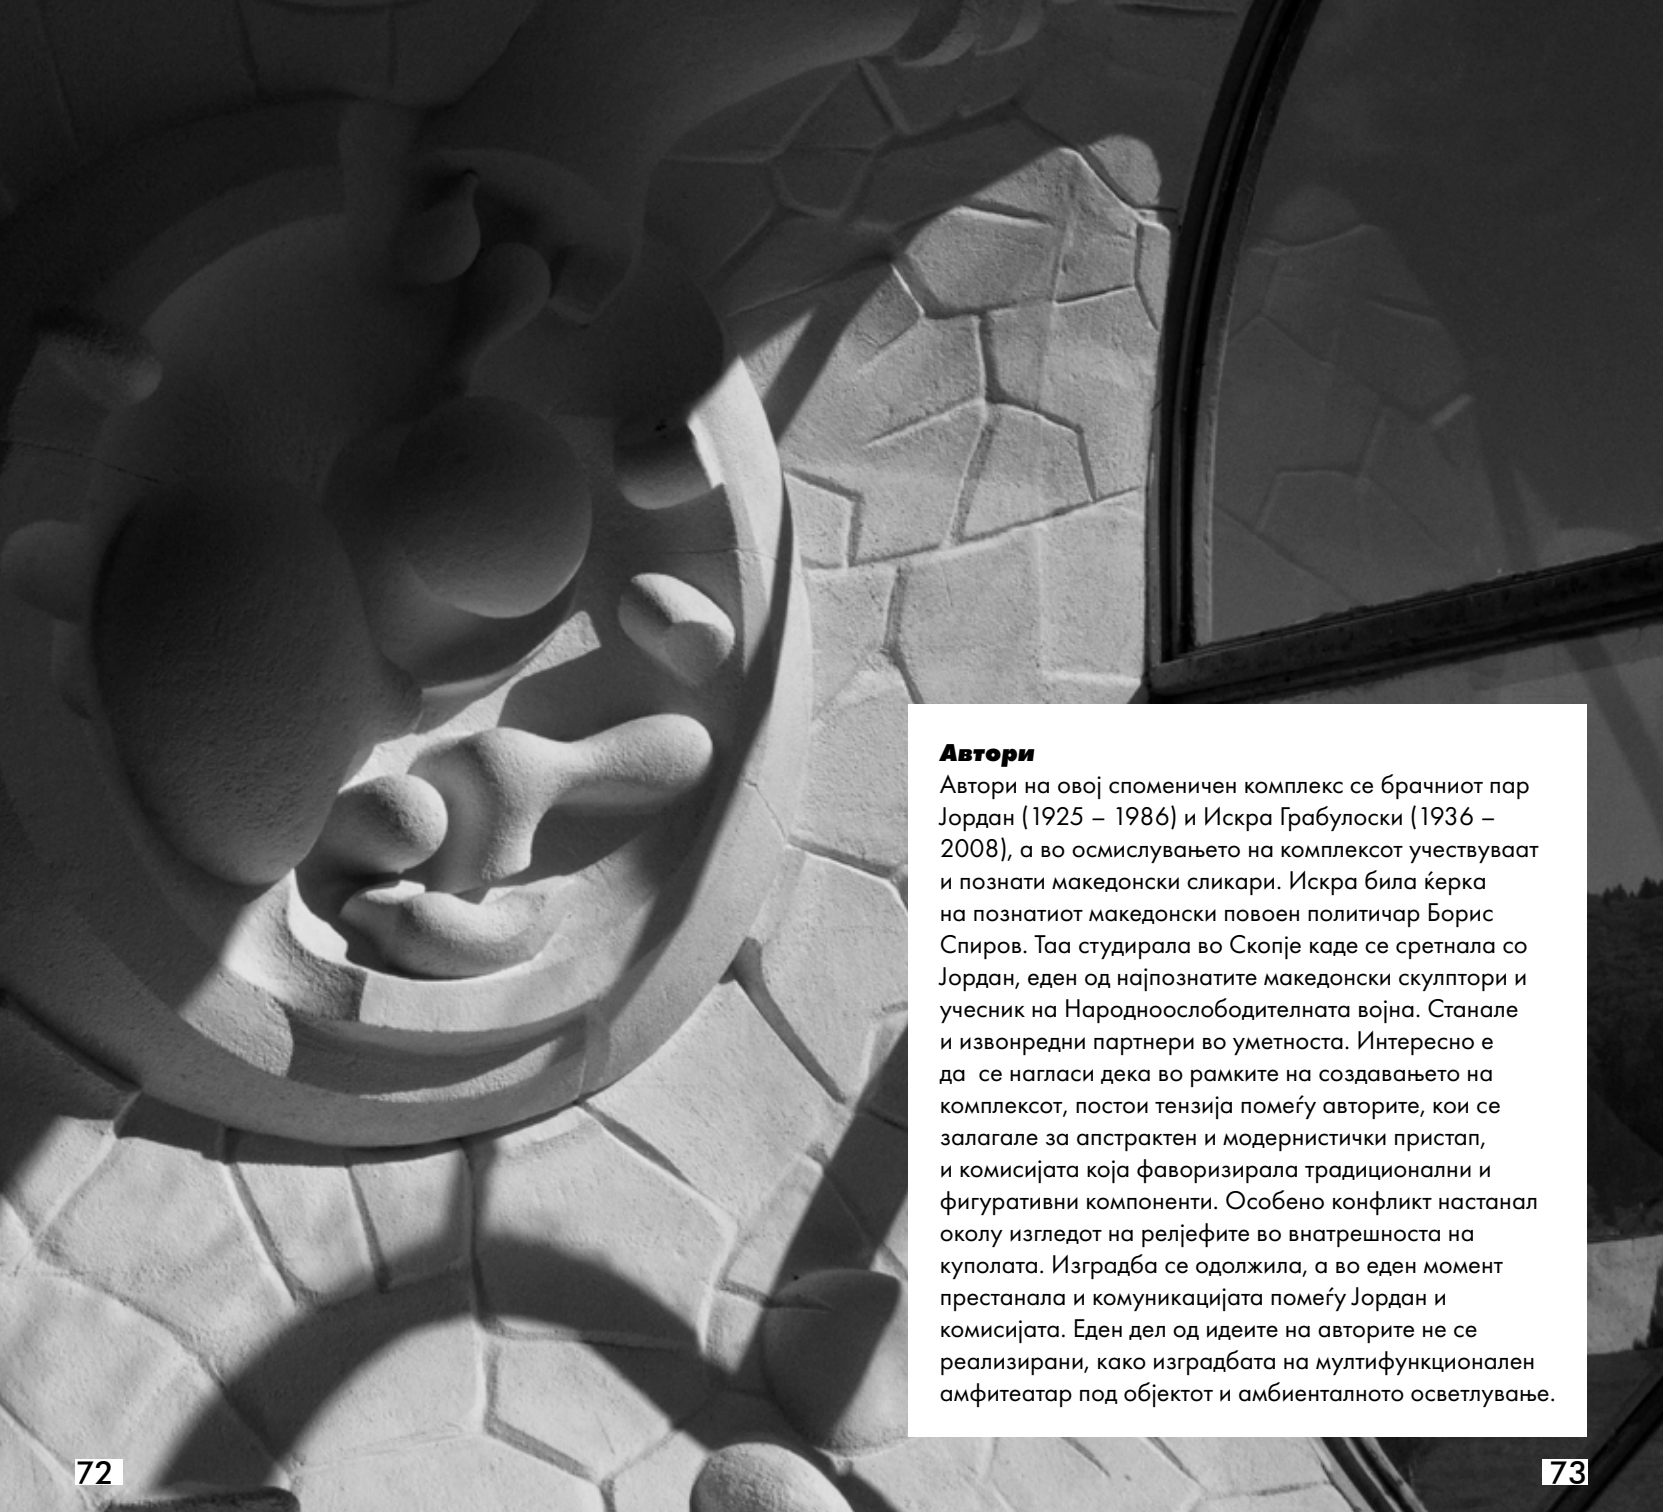 Автори
Автори на овој споменичен комплекс се брачниот пар
Јордан (1925 – 1986) и Искра Грабулоски (1936 –
2008), а во осмислувањето на комплексот учествуваат
и познати македонски сликари. Искра била ќерка
на познатиот македонски повоен политичар Борис
Спиров. Таа студирала во Скопје каде се сретнала со
Јордан, еден од најпознатите македонски скулптори и
учесник на Народноослободителната војна. Станале
и извонредни партнери во уметноста. Интересно е
да  се нагласи дека во рамките на создавањето на
комплексот, постои тензија помеѓу авторите, кои се
залагале за апстрактен и модернистички пристап,
и комисијата која фаворизирала традиционални и
фигуративни компоненти. Особено конфликт настанал
околу изгледот на релјефите во внатрешноста на
куполата. Изградба се одолжила, а во еден момент
престанала и комуникацијата помеѓу Јордан и
комисијата. Еден дел од идеите на авторите не се
реализирани, како изградбата на мултифункционален
амфитеатар под објектот и амбиенталното осветлување.
72
73